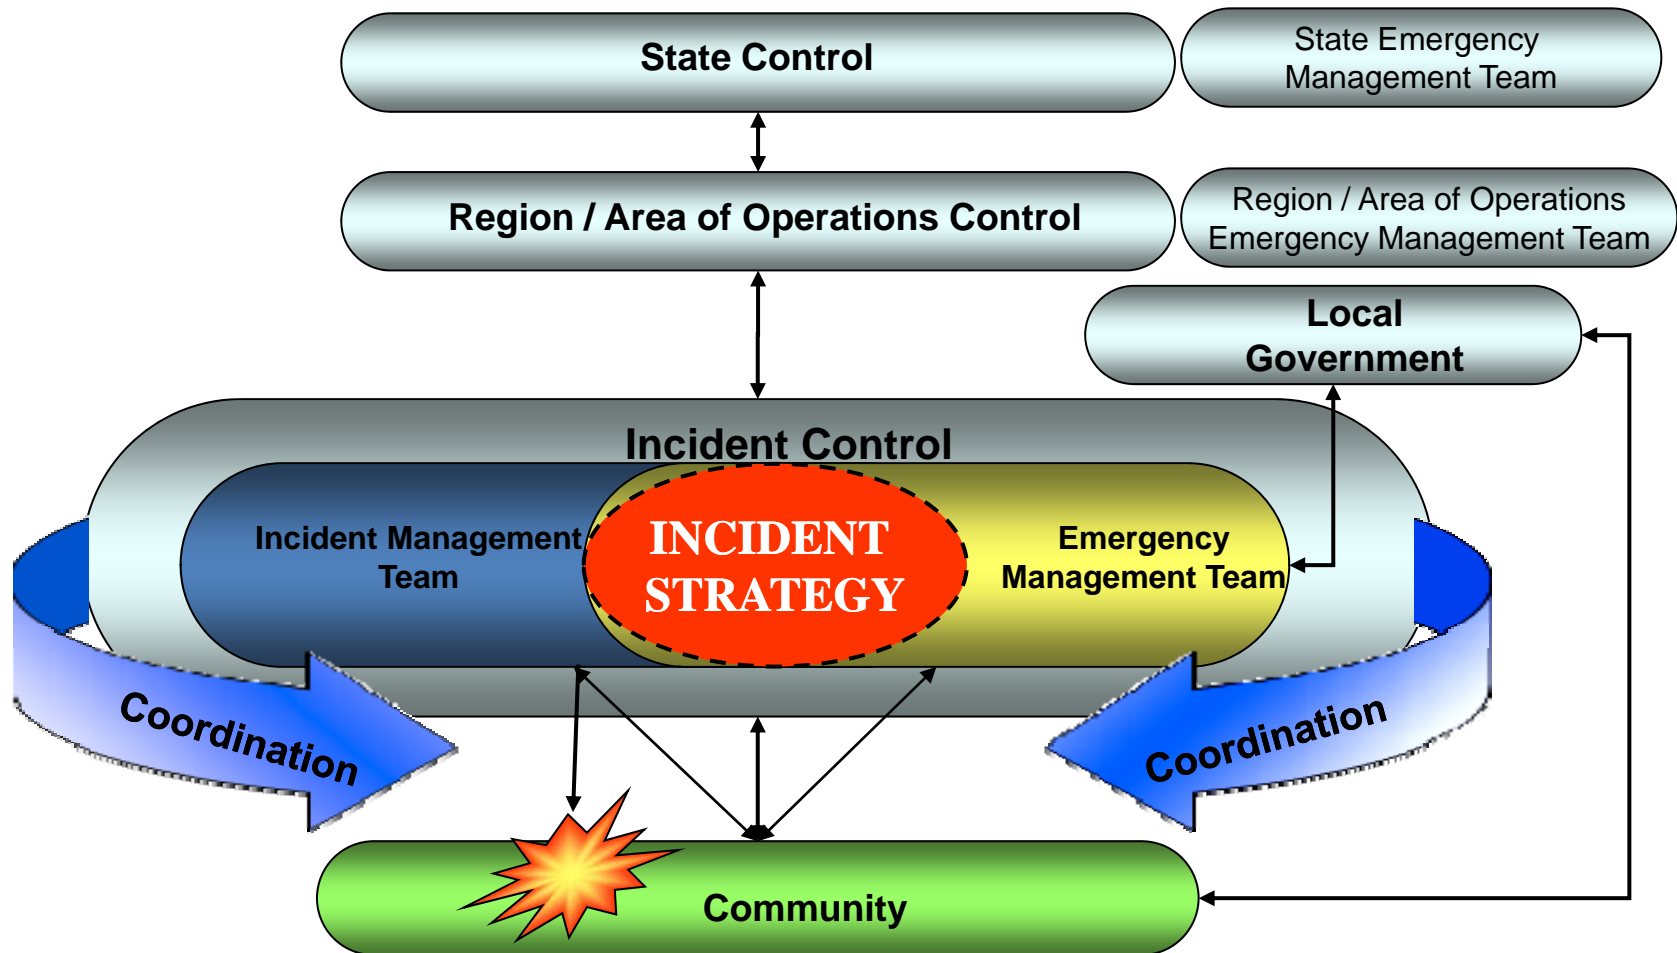 State Control
State Emergency
Management Team
Region / Area of Operations Control
Region / Area of Operations
Emergency Management Team
Local
Government
Incident Control
Incident Management
Team
INCIDENT
STRATEGY
Emergency
Management Team
Coordination
Coordination
Community